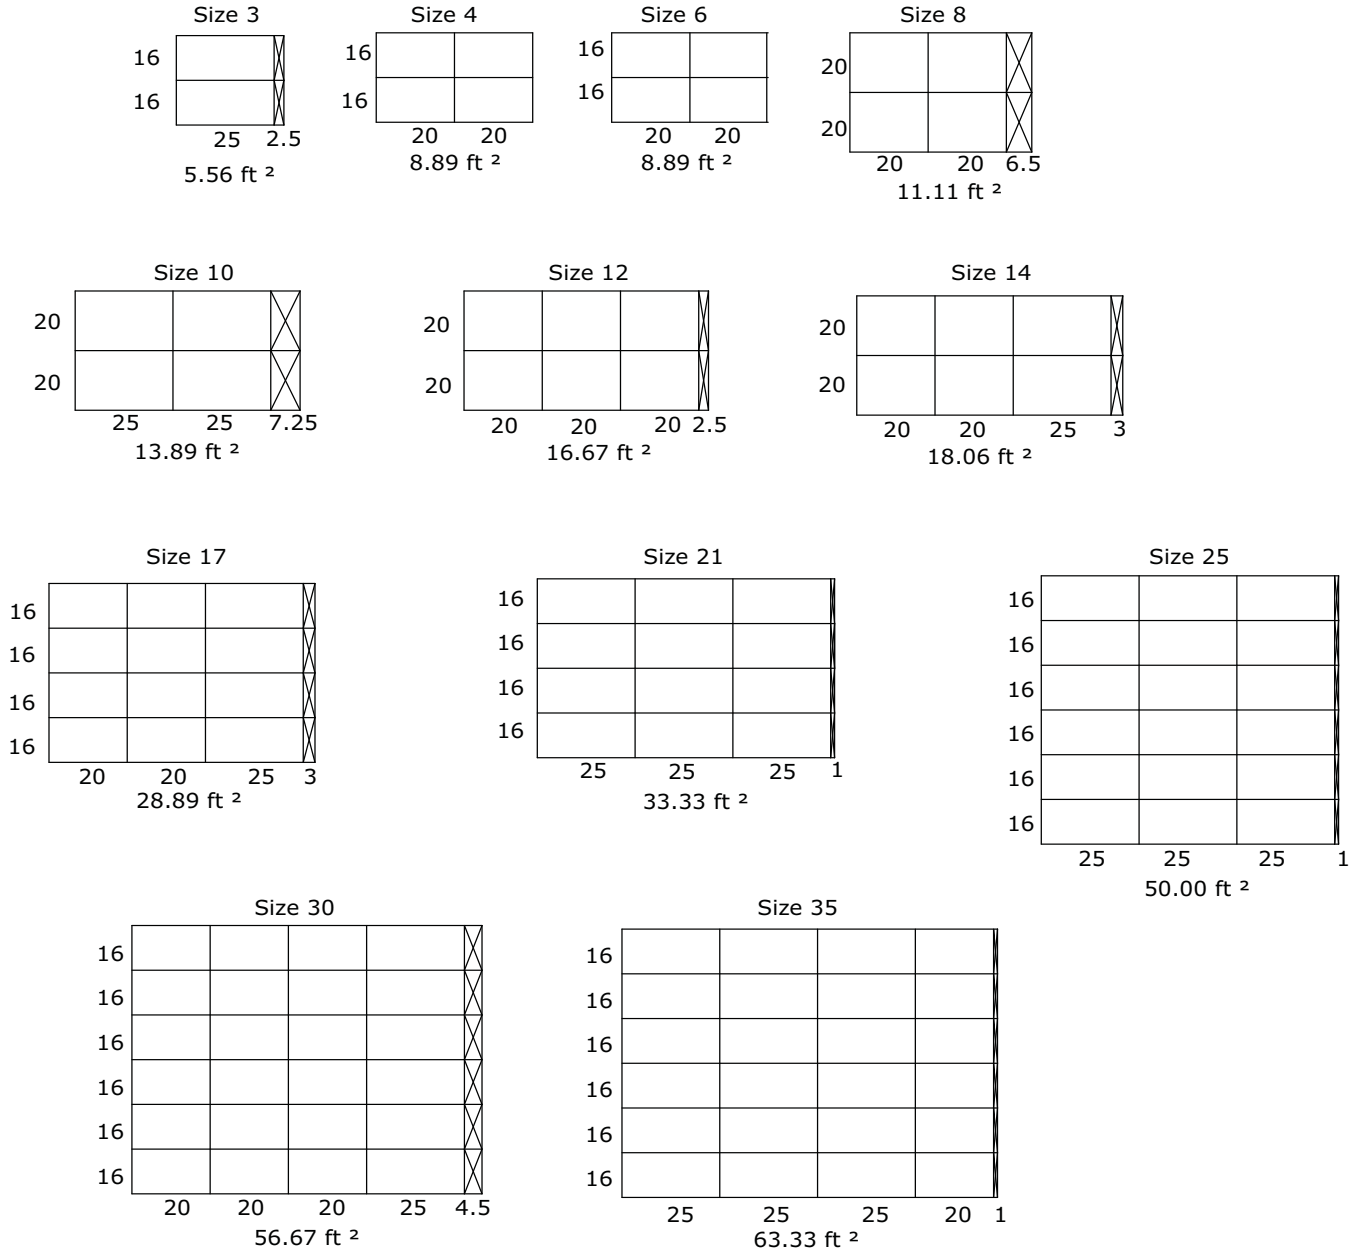 Size 3
16
16
25 2.5
5.56 ft ²
Size 4
16
16
20 20
8.89 ft ²
Size 6
16
16
20 20
8.89 ft ²
Size 8
20
20
20 20 6.5
11.11 ft ²
Size 10
20
20
25 25 7.25
13.89 ft ²
Size 12
20
20
20 20 20 2.5
16.67 ft ²
Size 14
20
20
20 20 25 3
18.06 ft ²
Size 17
16
16
16
16
20 20 25 3
28.89 ft ²
Size 21
16
16
16
16
25 25 25 1
33.33 ft ²
Size 25
16
16
16
16
16
16
25 25 25 1
50.00 ft ²
Size 30
16
16
16
16
16
16
20 20 20 25 4.5
56.67 ft ²
Size 35
16
16
16
16
16
16
25 25 25 20 1
63.33 ft ²